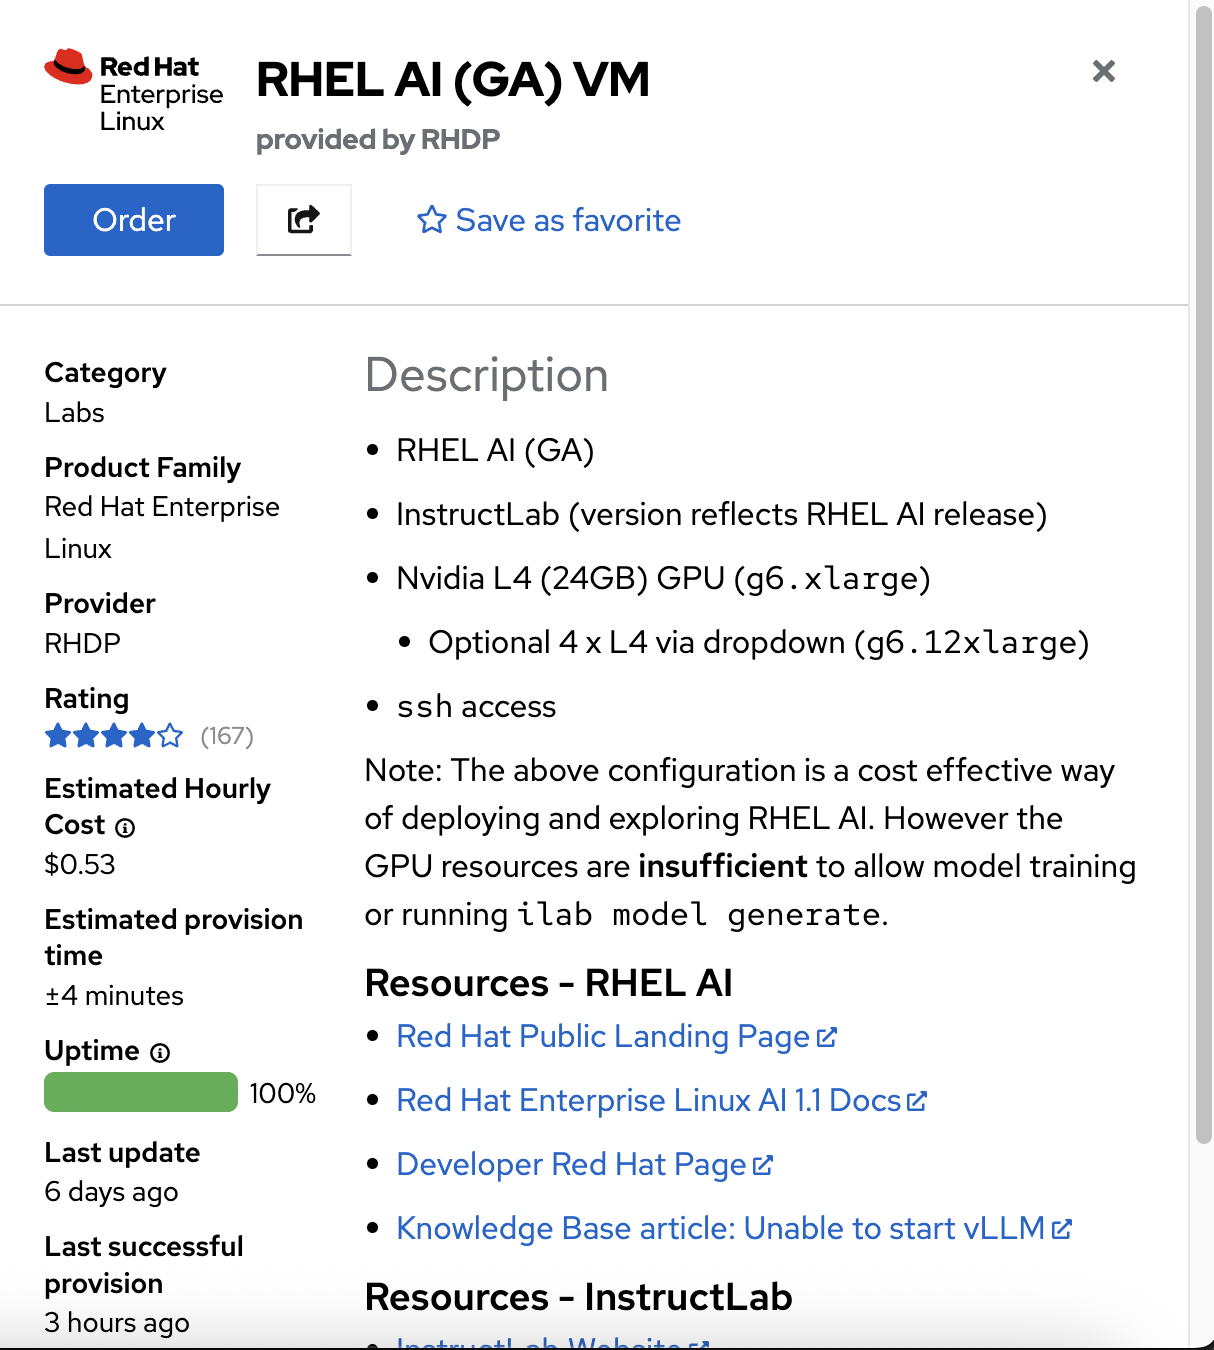 Red Hat
Enterprise
Linux
RHEL AI (GA) VM
provided by RHDP
Order
Save as favorite
Category
Labs
Product Family
Red Hat Enterprise
Linux
Provider
RHDP
Rating
(167)
Estimated Hourly
Cost
$0.53
Estimated provision
time
±4 minutes
Uptime
100%
Last update
6 days ago
Last successful
provision
3 hours ago
Description
• RHEL AI (GA)
• InstructLab (version reflects RHEL AI release)
• Nvidia L4 (24GB) GPU (g6.xlarge)
• Optional 4 x L4 via dropdown (g6.12xlarge)
• ssh access
Note: The above configuration is a cost effective way
of deploying and exploring RHEL AI. However the
GPU resources are insufficient to allow model training
or running ilab model generate.
Resources - RHEL AI
• Red Hat Public Landing Page
• Red Hat Enterprise Linux AI 1.1 Docs
• Developer Red Hat Page
• Knowledge Base article: Unable to start vLLM
Resources - InstructLab
• InstructLab Website